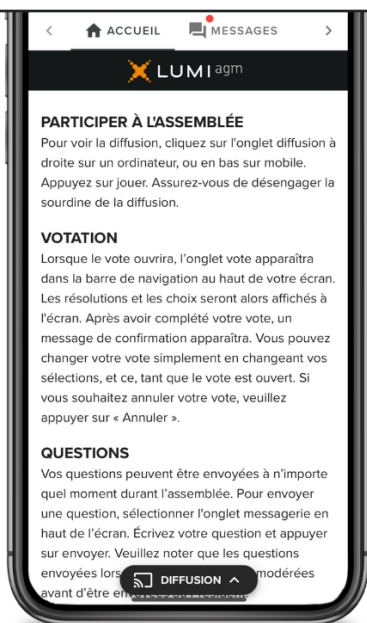 ACCUEIL MESSAGES
LUMI agm
PARTICIPER À L'ASSEMBLÉE
Pour voir la diffusion, cliquez sur l'onglet diffusion à
droite sur un ordinateur, ou en bas sur mobile.
Appuyez sur jouer. Assurez-vous de désengager la
sourdine de la diffusion.
VOTATION
Lorsque le vote ouvrira, l'onglet vote apparaîtra
dans la barre de navigation au haut de votre écran.
Les résolutions et les choix seront alors affichés à
l'écran. Après avoir complété votre vote, un
message de confirmation apparaîtra. Vous pouvez
changer votre vote simplement en changeant vos
sélections, et ce, tant que le vote est ouvert. Si
vous souhaitez annuler votre vote, veuillez
appuyer sur « Annuler ».
QUESTIONS
Vos questions peuvent être envoyées à n'importe
quel moment durant l'assemblée. Pour envoyer
une question, sélectionner l'onglet messagerie en
haut de l'écran. Écrivez votre question et appuyer
sur envoyer. Veuillez noter que les questions
envoyées modérées
DIFFUSION
avant d'être